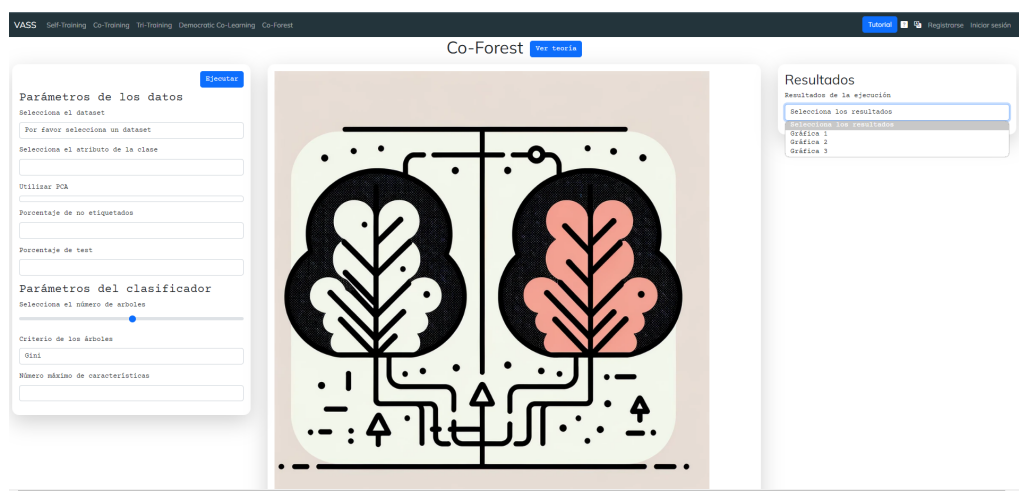 VASS Self-Training Co-Training Tri-Training Democratic Co-Learning Co-Forest Tutorial Registrarse Iniciar sesión
Co-Forest Ver teoría
Ejecutar
Parámetros de los datos
Selecciona el dataset
Por favor selecciona un dataset
Selecciona el atributo de la clase
Utilizar PCA
Porcentaje de no etiquetados
Porcentaje de test
Parámetros del clasificador
Selecciona el número de arboles
Criterio de los árboles
Gini
Número máximo de características
Resultados
Resultados de la ejecución
Selecciona los resultados
Selecciona los resultados
Gráfica 1
Gráfica 2
Gráfica 3